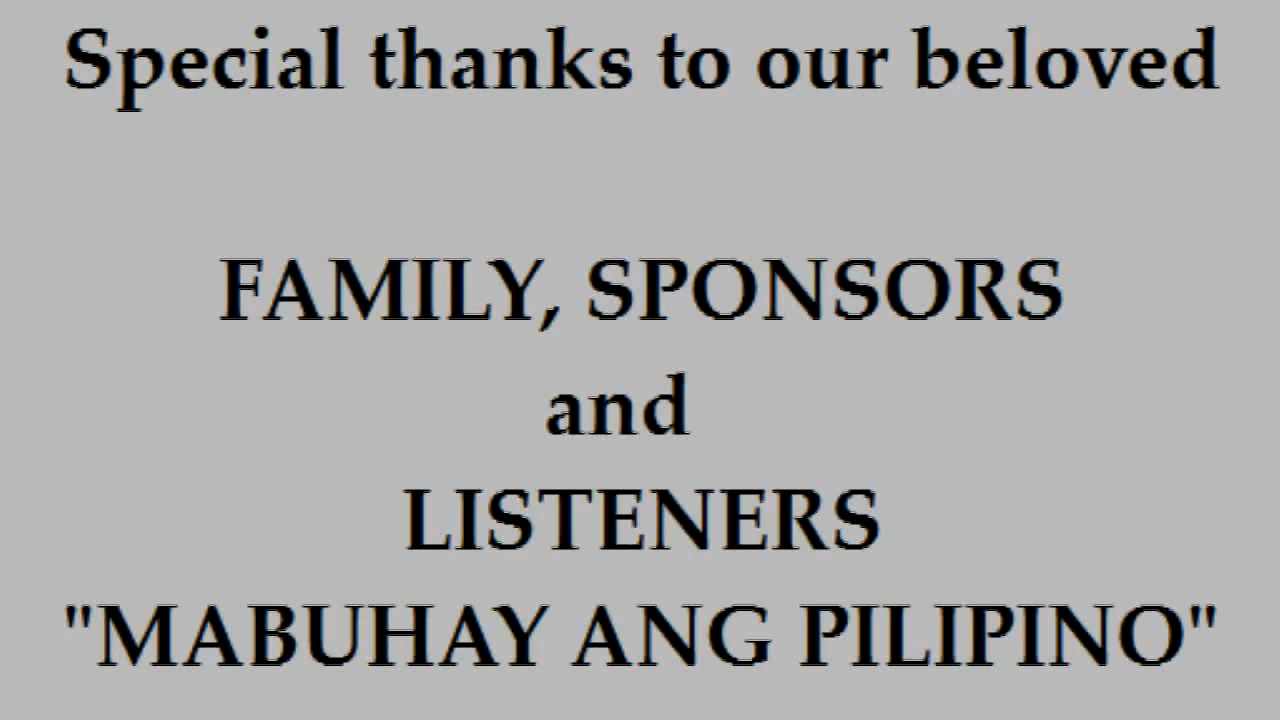 Special thanks to our beloved
FAMILY, SPONSORS
and
LISTENERS
"MABUHAY ANG PILIPINO"